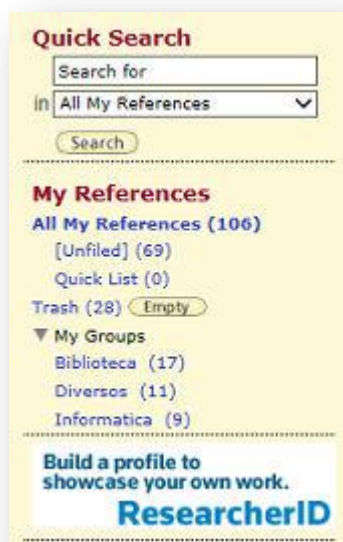 Quick Search
Search for
in All My References
Search
My References
All My References (106)
[Unfiled] (69)
Quick List (0)
Trash (28) Empty
My Groups
Biblioteca (17)
Diversos (11)
Informatica (9)
Build a profile to
showcase your own work.
ResearcherID